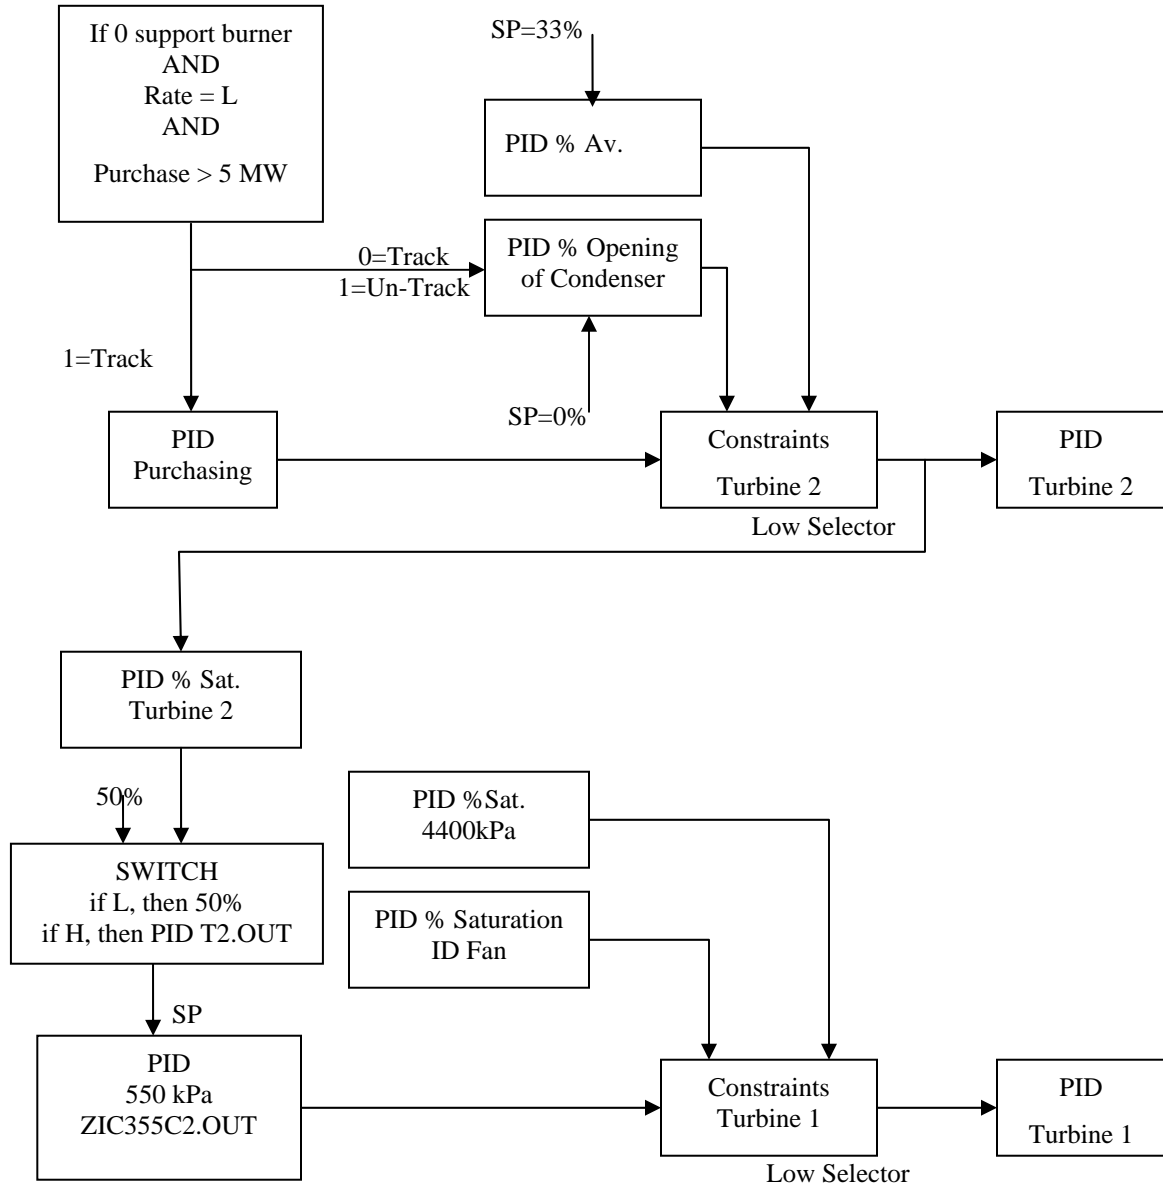 If 0 support burner
AND
Rate = L
AND
Purchase > 5 MW
SP=33%
PID % Av.
0=Track
1=Un-Track
PID % Opening
of Condenser
1=Track
SP=0%
PID
Purchasing
Constraints
Turbine 2
Low Selector
PID
Turbine 2
PID % Sat.
Turbine 2
50%
SWITCH
if L, then 50%
if H, then PID T2.OUT
PID %Sat.
4400kPa
PID % Saturation
ID Fan
SP
PID
550 kPa
ZIC355C2.OUT
Constraints
Turbine 1
Low Selector
PID
Turbine 1